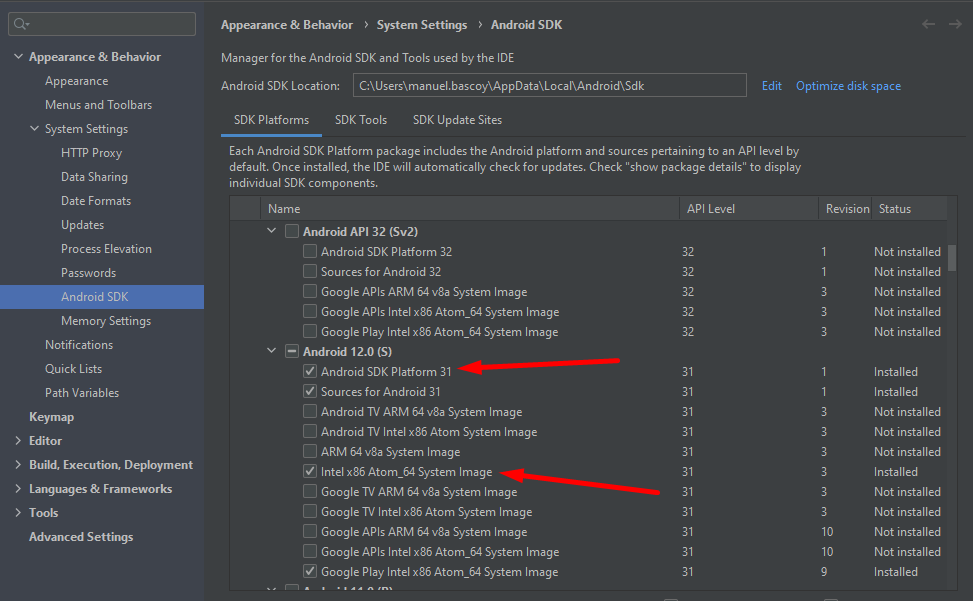 Appearance & Behavior
Appearance
Menus and Toolbars
System Settings
HTTP Proxy
Data Sharing
Date Formats
Updates
Process Elevation
Passwords
Android SDK
Memory Settings
Notifications
Quick Lists
Path Variables
Keymap
Editor
Build, Execution, Deployment
Languages & Frameworks
Tools
Advanced Settings
Appearance & Behavior › System Settings › Android SDK
Manager for the Android SDK and Tools used by the IDE
Android SDK Location: C:\Users\manuel.bascoy\AppData\Local\Android\Sdk Edit Optimize disk space
SDK Platforms SDK Tools SDK Update Sites
Each Android SDK Platform package includes the Android platform and sources pertaining to an API level by
default. Once installed, the IDE will automatically check for updates. Check "show package details" to display
individual SDK components.
Name API Level Revision Status
Android API 32 (Sv2)
Android SDK Platform 32 32 1 Not installed
Sources for Android 32 32 1 Not installed
Google APIs ARM 64 v8a System Image 32 3 Not installed
Google APIs Intel x86 Atom_64 System Image 32 3 Not installed
Google Play Intel x86 Atom_64 System Image 32 3 Not installed
Android 12.0 (S)
Android SDK Platform 31 31 1 Installed
Sources for Android 31 31 1 Installed
Android TV ARM 64 v8a System Image 31 3 Not installed
Android TV Intel x86 Atom System Image 31 3 Not installed
ARM 64 v8a System Image 31 3 Not installed
Intel x86 Atom_64 System Image 31 3 Installed
Google TV ARM 64 v8a System Image 31 3 Not installed
Google TV Intel x86 Atom System Image 31 3 Not installed
Google APIs ARM 64 v8a System Image 31 10 Not installed
Google APIs Intel x86 Atom_64 System Image 31 10 Not installed
Google Play Intel x86 Atom_64 System Image 31 9 Installed